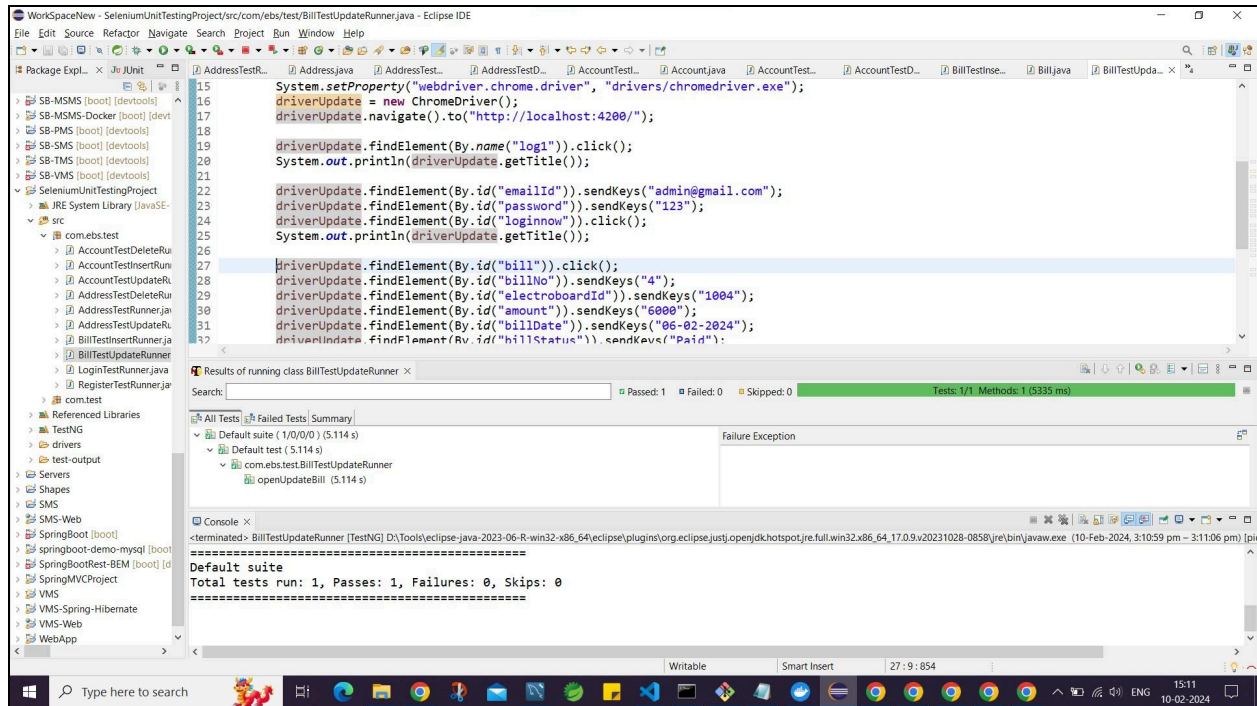 WorkSpaceNew - SeleniumUnitTestingProject/src/com/ebs/test/BillTestUpdateRunner.java - Eclipse IDE
File Edit Source Refactor Navigate Search Project Run Window Help
Package Expl... JUnit
AddressTestR... Address.java AddressTest... AddressTestD... AccountTestI... Account.java AccountTest... AccountTestD... BillTestInse... Bill.java BillTestUpda... »4
SB-MSMS [boot] [devtools]
SB-MSMS-Docker [boot] [devt
SB-PMS [boot] [devtools]
SB-SMS [boot] [devtools]
SB-TMS [boot] [devtools]
SB-VMS [boot] [devtools]
SeleniumUnitTestingProject
JRE System Library [JavaSE-
src
com.ebs.test
AccountTestDeleteRu
AccountTestInsertRun
AccountTestUpdateRu
AddressTestDeleteRur
AddressTestRunner.jav
AddressTestUpdateRu
BillTestInsertRunner.ja
BillTestUpdateRunner
LoginTestRunner.java
RegisterTestRunner.jav
com.test
Referenced Libraries
TestNG
drivers
test-output
Servers
Shapes
SMS
SMS-Web
SpringBoot [boot]
springboot-demo-mysql [boot
SpringBootRest-BEM [boot] [d
SpringMVCProject
VMS
VMS-Spring-Hibernate
VMS-Web
WebApp
15 System.setProperty("webdriver.chrome.driver", "drivers/chromedriver.exe");
16 driverUpdate = new ChromeDriver();
17 driverUpdate.navigate().to("http://localhost:4200/");
18
19 driverUpdate.findElement(By.name("log1")).click();
20 System.out.println(driverUpdate.getTitle());
21
22 driverUpdate.findElement(By.id("emailId")).sendKeys("admin@gmail.com");
23 driverUpdate.findElement(By.id("password")).sendKeys("123");
24 driverUpdate.findElement(By.id("loginnow")).click();
25 System.out.println(driverUpdate.getTitle());
26
27 driverUpdate.findElement(By.id("bill")).click();
28 driverUpdate.findElement(By.id("billNo")).sendKeys("4");
29 driverUpdate.findElement(By.id("electroboardId")).sendKeys("1004");
30 driverUpdate.findElement(By.id("amount")).sendKeys("6000");
31 driverUpdate.findElement(By.id("billDate")).sendKeys("06-02-2024");
32 driverUpdate.findElement(By.id("billStatus")).sendKeys("Paid");
Results of running class BillTestUpdateRunner
Search: Passed: 1 Failed: 0 Skipped: 0 Tests: 1/1 Methods: 1 (5335 ms)
All Tests Failed Tests Summary
Default suite ( 1/0/0/0 ) (5.114 s)
Default test ( 5.114 s)
com.ebs.test.BillTestUpdateRunner
openUpdateBill (5.114 s)
Failure Exception
Console
<terminated> BillTestUpdateRunner [TestNG] D:\Tools\eclipse-java-2023-06-R-win32-x86_64\eclipse\plugins\org.eclipse.justj.openjdk.hotspot.jre.full.win32.x86_64_17.0.9.v20231028-0858\jre\bin\javaw.exe (10-Feb-2024, 3:10:59 pm – 3:11:06 pm) [pi
===============================================
Default suite
Total tests run: 1, Passes: 1, Failures: 0, Skips: 0
===============================================
Writable Smart Insert 27 : 9 : 854
Type here to search
ENG
15:11
10-02-2024